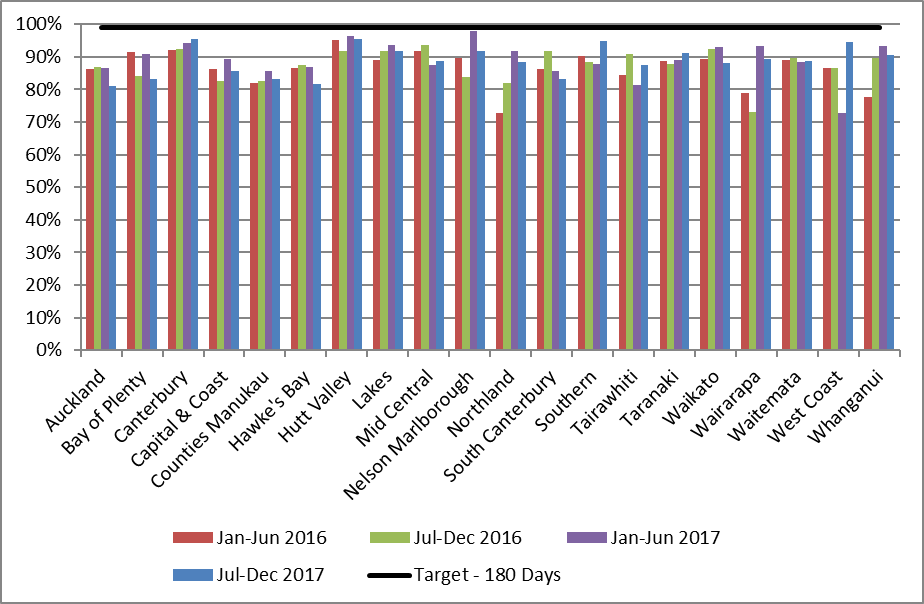 100%
90%
80%
70%
60%
50%
40%
30%
20%
10%
0%
Auckland
Bay of Plenty
Canterbury
Capital & Coast
Counties Manukau
Hawke's Bay
Hutt Valley
Lakes
Mid Central
Nelson Marlborough
Northland
South Canterbury
Southern
Tairawhiti
Taranaki
Waikato
Wairarapa
Waitemata
West Coast
Whanganui
Jan-Jun 2016
Jul-Dec 2016
Jan-Jun 2017
Jul-Dec 2017
Target - 180 Days